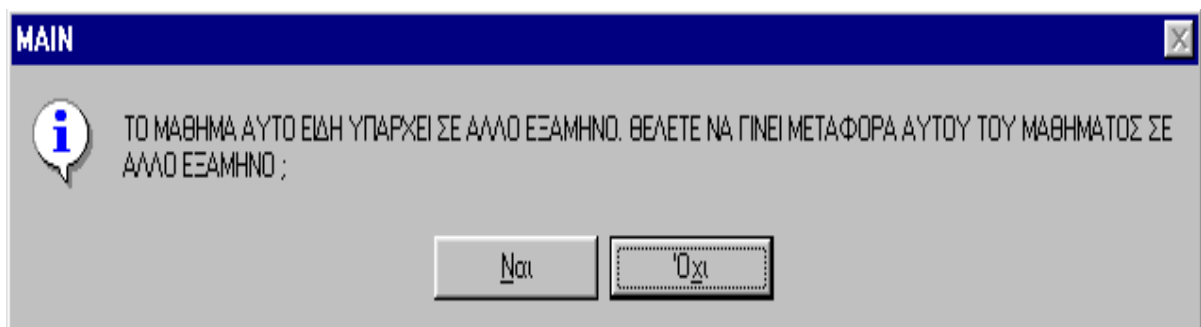 MAIN
ΤΟ ΜΑΘΗΜΑ ΑΥΤΟ ΕΙΔΗ ΥΠΑΡΧΕΙ ΣΕ ΑΛΛΟ ΕΞΑΜΗΝΟ. ΘΕΛΕΤΕ ΝΑ ΓΙΝΕΙ ΜΕΤΑΦΟΡΑ ΑΥΤΟΥ ΤΟΥ ΜΑΘΗΜΑΤΟΣ ΣΕ
ΑΛΛΟ ΕΞΑΜΗΝΟ ;
Ναι Όχι